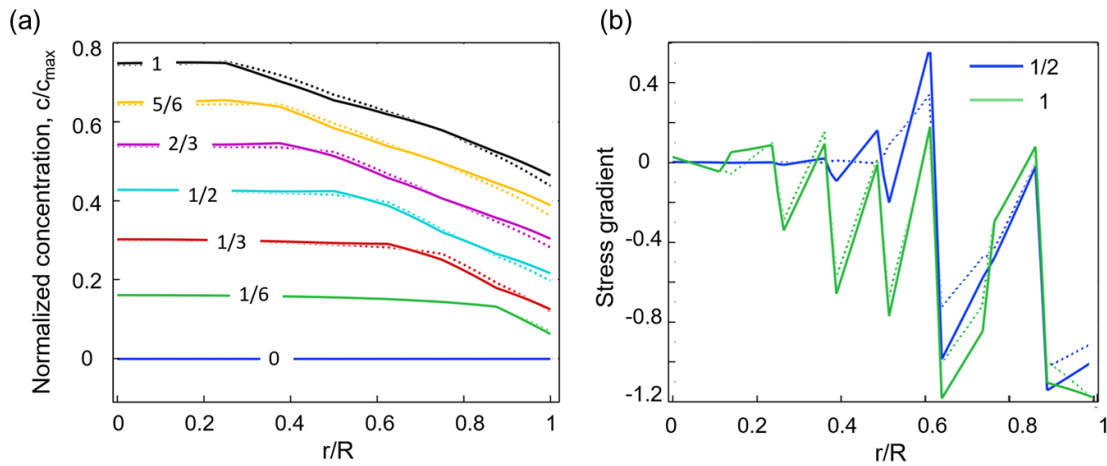 (a)
Normalized concentration, c/c_max
0.8
0.6
0.4
0.2
0
1
5/6
2/3
1/2
1/3
1/6
0
0 0.2 0.4 0.6 0.8 1
r/R
(b)
Stress gradient
0.4
0
-0.4
-0.8
-1.2
1/2
1
0 0.2 0.4 0.6 0.8 1
r/R